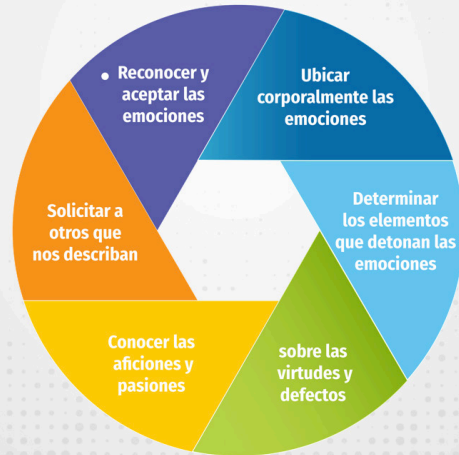 • Reconocer y
aceptar las
emociones
Ubicar
corporalmente las
emociones
Determinar
los elementos
que detonan las
emociones
sobre las
virtudes y
defectos
Conocer las
aficiones y
pasiones
Solicitar a
otros que
nos describan